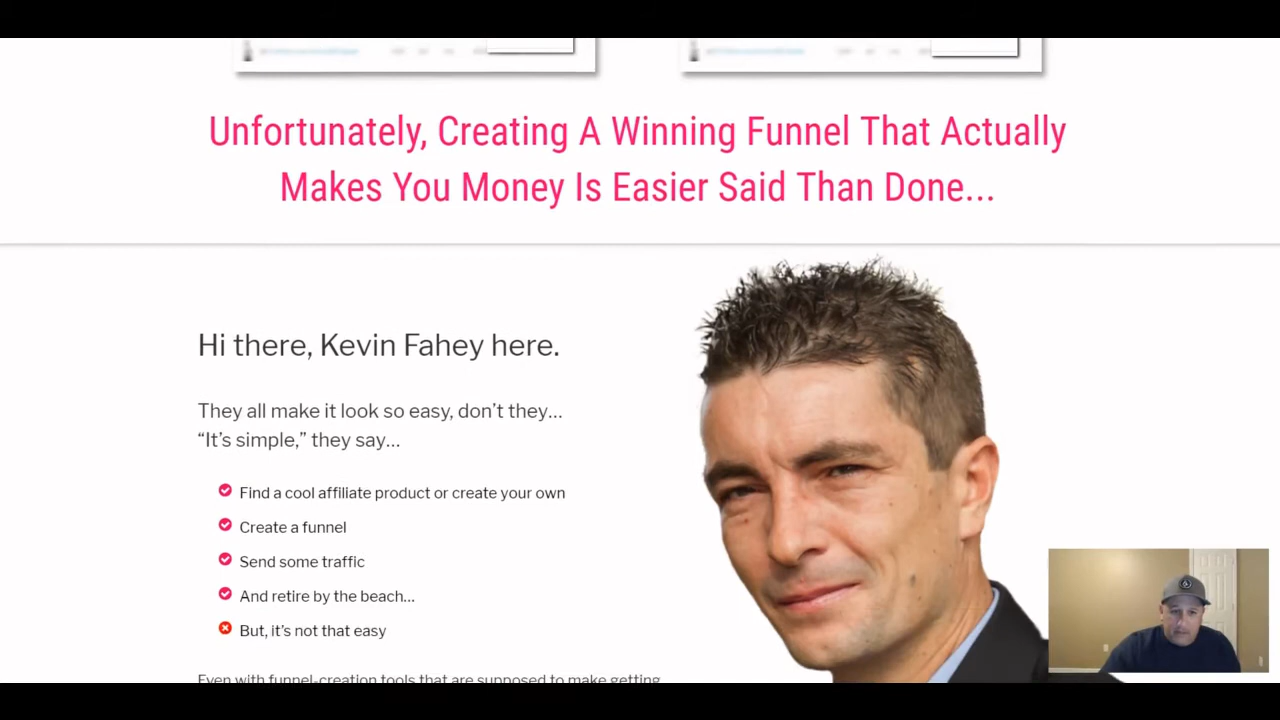 Unfortunately, Creating A Winning Funnel That Actually
Makes You Money Is Easier Said Than Done...
Hi there, Kevin Fahey here.
They all make it look so easy, don’t they…
“It’s simple,” they say…
Find a cool affiliate product or create your own
Create a funnel
Send some traffic
And retire by the beach…
But, it’s not that easy
Even with funnel-creation tools that are supposed to make getting